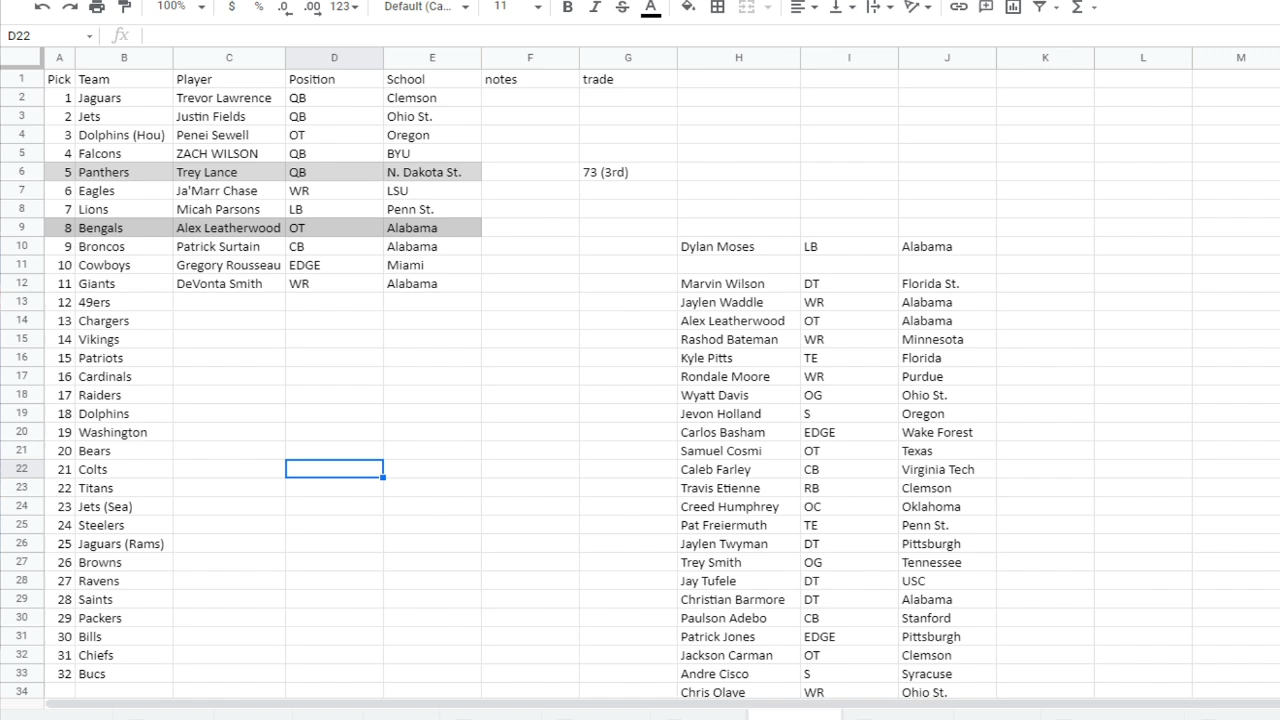 100% $ % .0 .00 123 Default (Ca... 11 B I S A
D22 fx
A B C D E F G H I J K L M
1 Pick Team Player Position School notes trade
2 1 Jaguars Trevor Lawrence QB Clemson
3 2 Jets Justin Fields QB Ohio St.
4 3 Dolphins (Hou) Penei Sewell OT Oregon
5 4 Falcons ZACH WILSON QB BYU
6 5 Panthers Trey Lance QB N. Dakota St. 73 (3rd)
7 6 Eagles Ja'Marr Chase WR LSU
8 7 Lions Micah Parsons LB Penn St.
9 8 Bengals Alex Leatherwood OT Alabama
10 9 Broncos Patrick Surtain CB Alabama Dylan Moses LB Alabama
11 10 Cowboys Gregory Rousseau EDGE Miami
12 11 Giants DeVonta Smith WR Alabama Marvin Wilson DT Florida St.
13 12 49ers Jaylen Waddle WR Alabama
14 13 Chargers Alex Leatherwood OT Alabama
15 14 Vikings Rashod Bateman WR Minnesota
16 15 Patriots Kyle Pitts TE Florida
17 16 Cardinals Rondale Moore WR Purdue
18 17 Raiders Wyatt Davis OG Ohio St.
19 18 Dolphins Jevon Holland S Oregon
20 19 Washington Carlos Basham EDGE Wake Forest
21 20 Bears Samuel Cosmi OT Texas
22 21 Colts Caleb Farley CB Virginia Tech
23 22 Titans Travis Etienne RB Clemson
24 23 Jets (Sea) Creed Humphrey OC Oklahoma
25 24 Steelers Pat Freiermuth TE Penn St.
26 25 Jaguars (Rams) Jaylen Twyman DT Pittsburgh
27 26 Browns Trey Smith OG Tennessee
28 27 Ravens Jay Tufele DT USC
29 28 Saints Christian Barmore DT Alabama
30 29 Packers Paulson Adebo CB Stanford
31 30 Bills Patrick Jones EDGE Pittsburgh
32 31 Chiefs Jackson Carman OT Clemson
33 32 Bucs Andre Cisco S Syracuse
34 Chris Olave WR Ohio St.